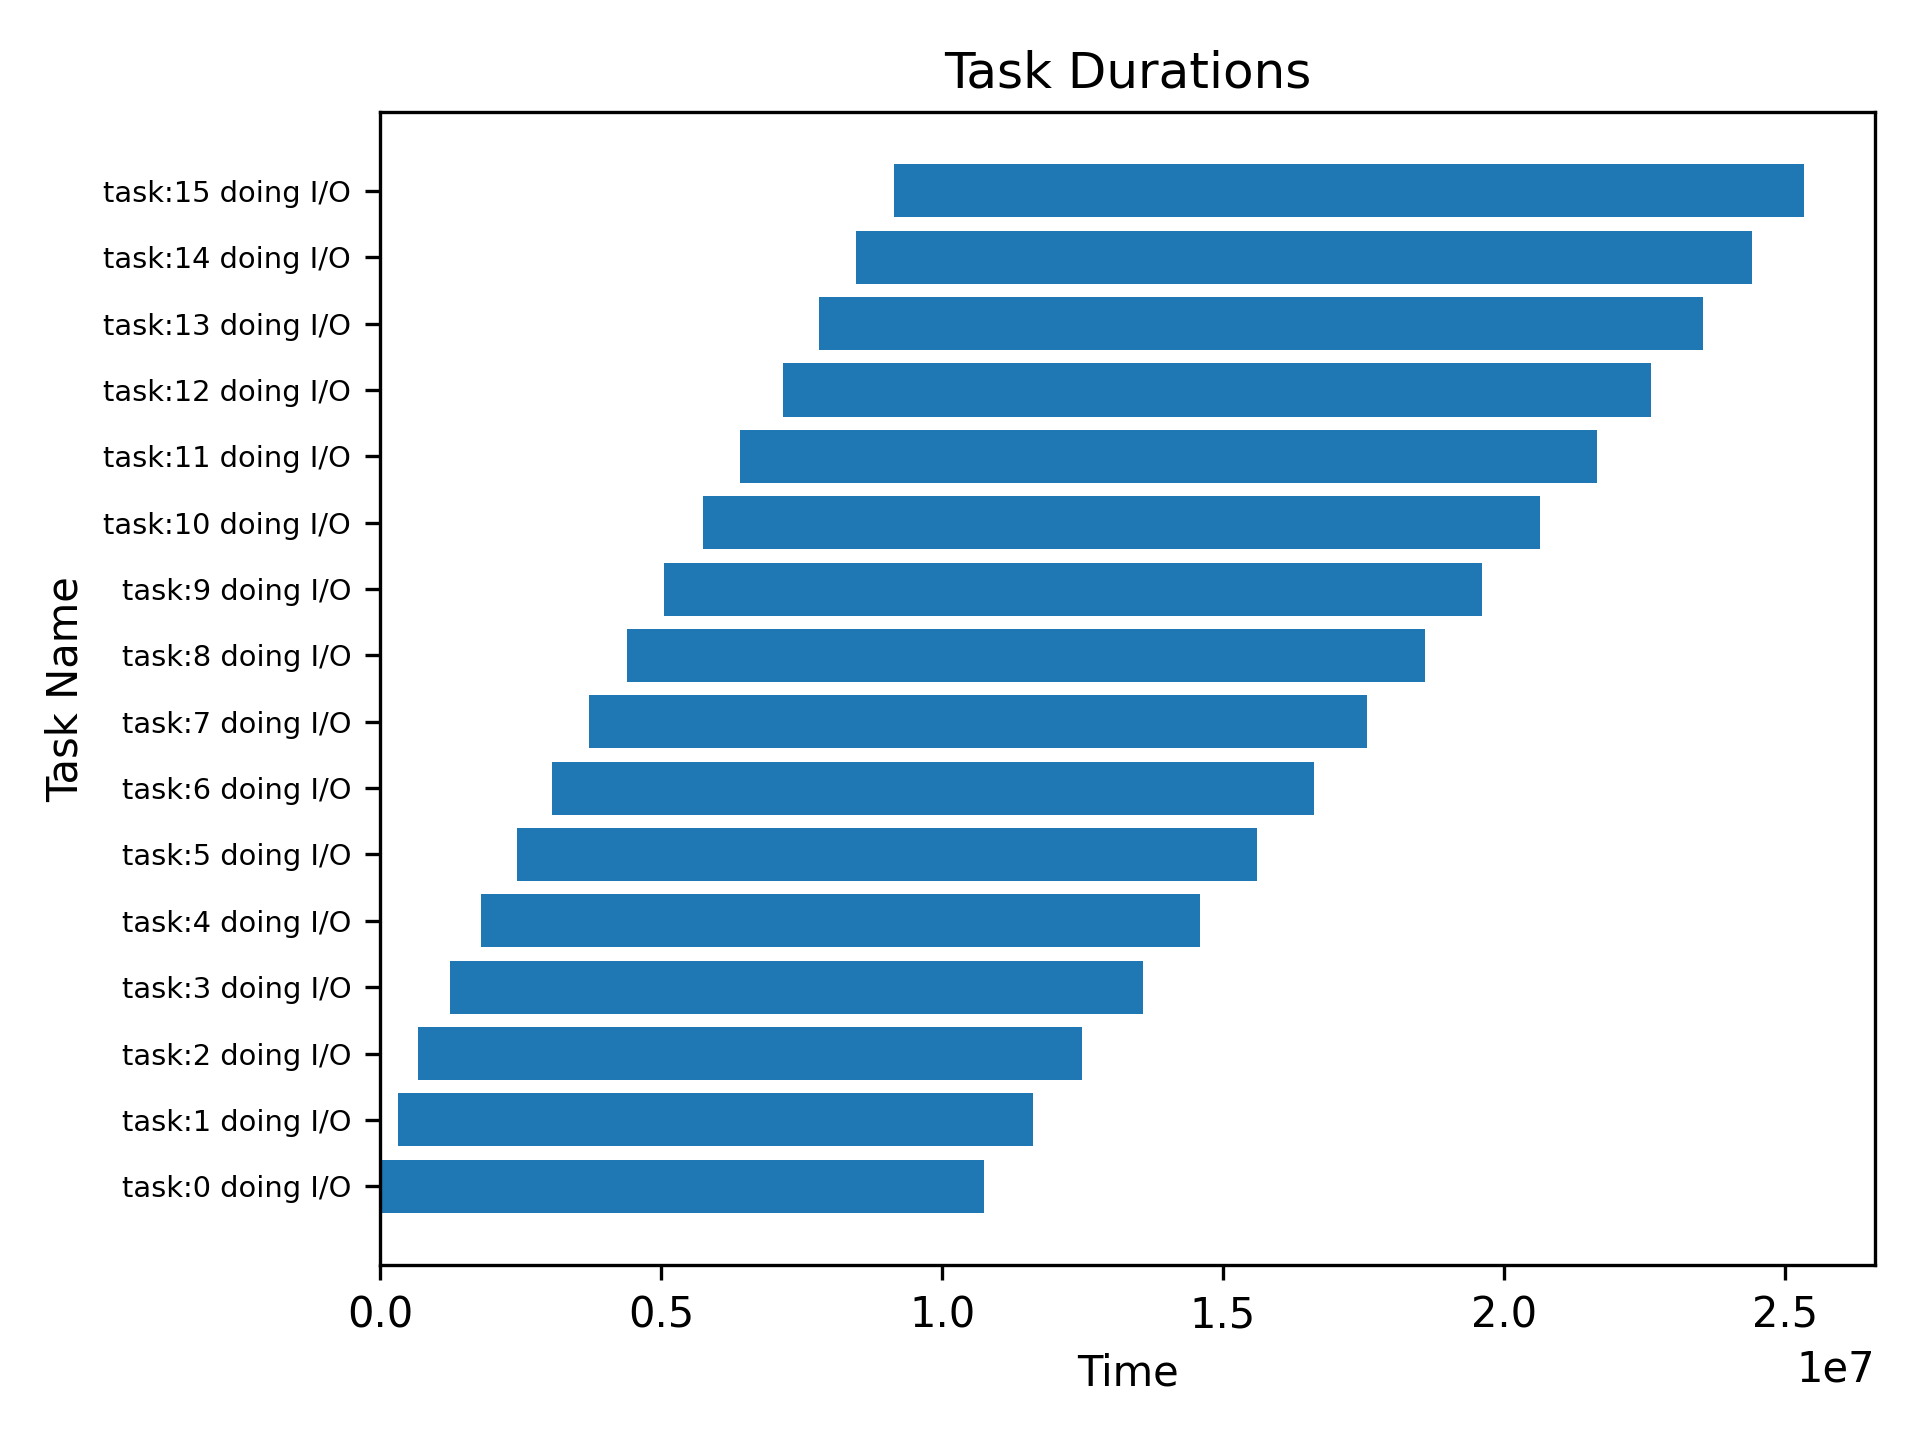 Task Durations
task:15 doing I/O
task:14 doing I/O
task:13 doing I/O
task:12 doing I/O
task:11 doing I/O
task:10 doing I/O
task:9 doing I/O
task:8 doing I/O
task:7 doing I/O
task:6 doing I/O
task:5 doing I/O
task:4 doing I/O
task:3 doing I/O
task:2 doing I/O
task:1 doing I/O
task:0 doing I/O
Task Name
0.0 0.5 1.0 1.5 2.0 2.5
1e7
Time